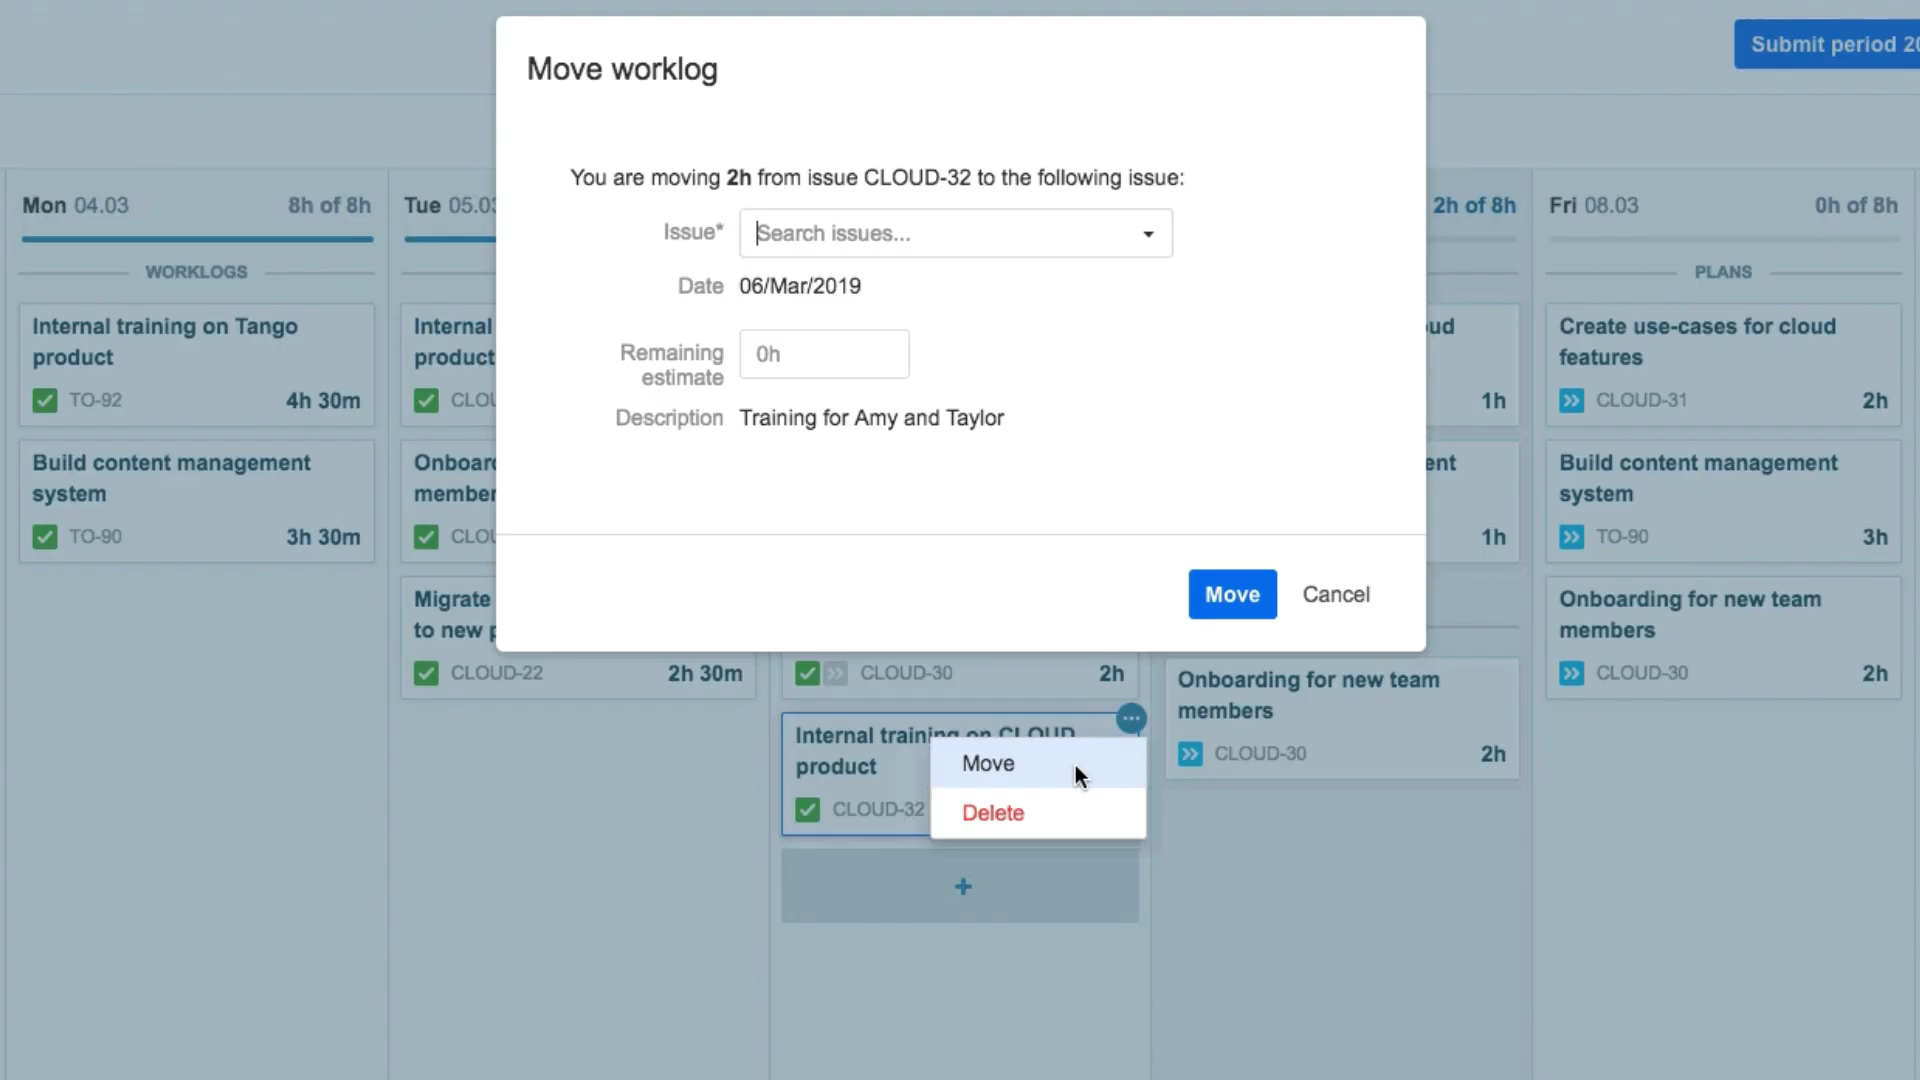 Submit period 20
Move worklog
You are moving 2h from issue CLOUD-32 to the following issue:
Issue*
Search issues...
Date
06/Mar/2019
Remaining
estimate
0h
Description
Training for Amy and Taylor
Move
Cancel
Mon 04.03
8h of 8h
WORKLOGS
Internal training on Tango
product
TO-92
4h 30m
Build content management
system
TO-90
3h 30m
Tue 05.03
Internal
product
CLOU
Onboard
member
CLOU
Migrate
to new p
CLOUD-22
2h 30m
CLOUD-30
2h
Internal training on CLOUD
product
CLOUD-32
Move
Delete
+
2h of 8h
oud
1h
ent
1h
Onboarding for new team
members
CLOUD-30
2h
Fri 08.03
0h of 8h
PLANS
Create use-cases for cloud
features
CLOUD-31
2h
Build content management
system
TO-90
3h
Onboarding for new team
members
CLOUD-30
2h